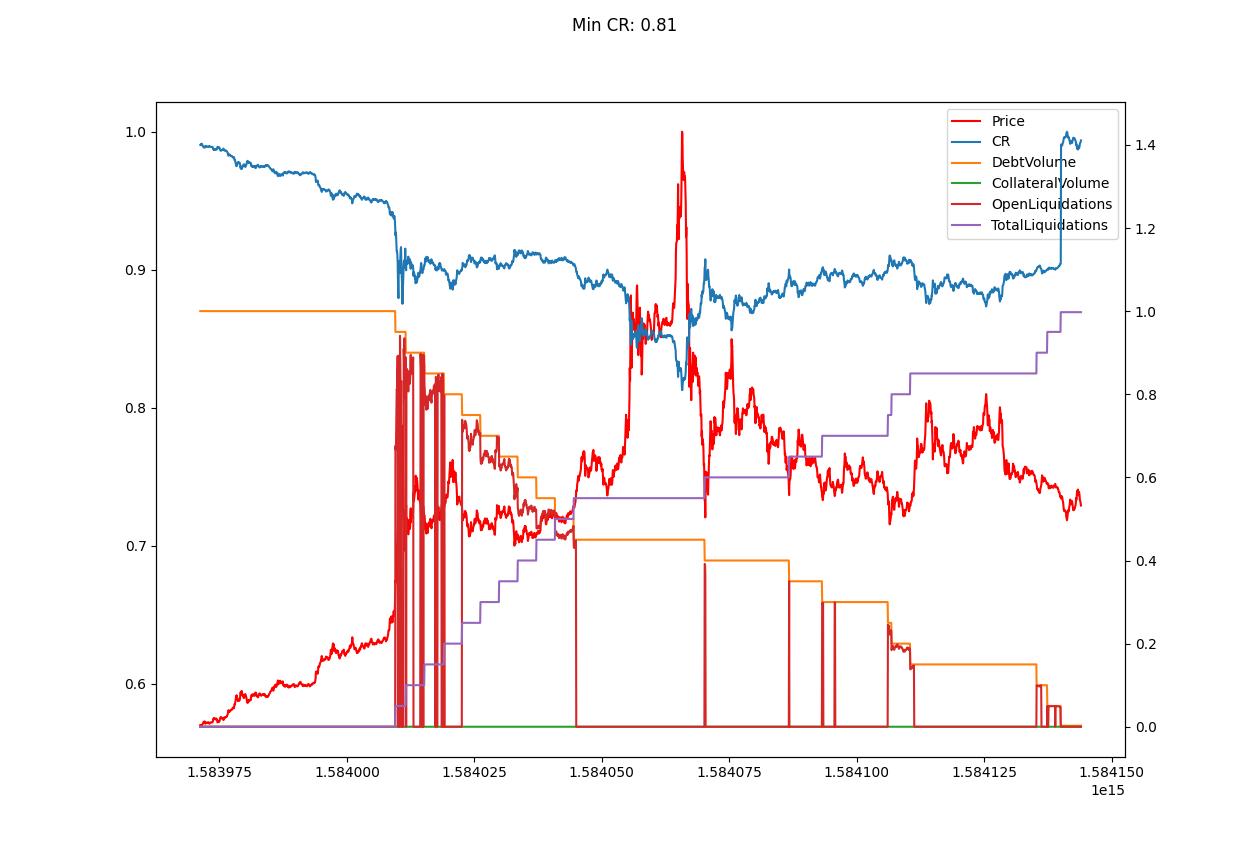 Min CR: 0.81
1.0
0.9
0.8
0.7
0.6
Price
CR
DebtVolume
CollateralVolume
OpenLiquidations
TotalLiquidations
1.4
1.2
1.0
0.8
0.6
0.4
0.2
0.0
1.583975
1.584000
1.584025
1.584050
1.584075
1.584100
1.584125
1.584150
1e15